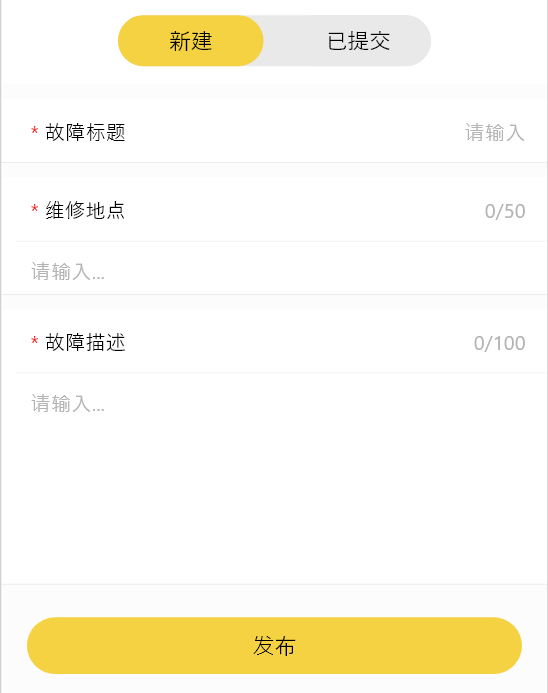 新建 已提交
* 故障标题 请输入
* 维修地点 0/50
请输入...
* 故障描述 0/100
请输入...
发布